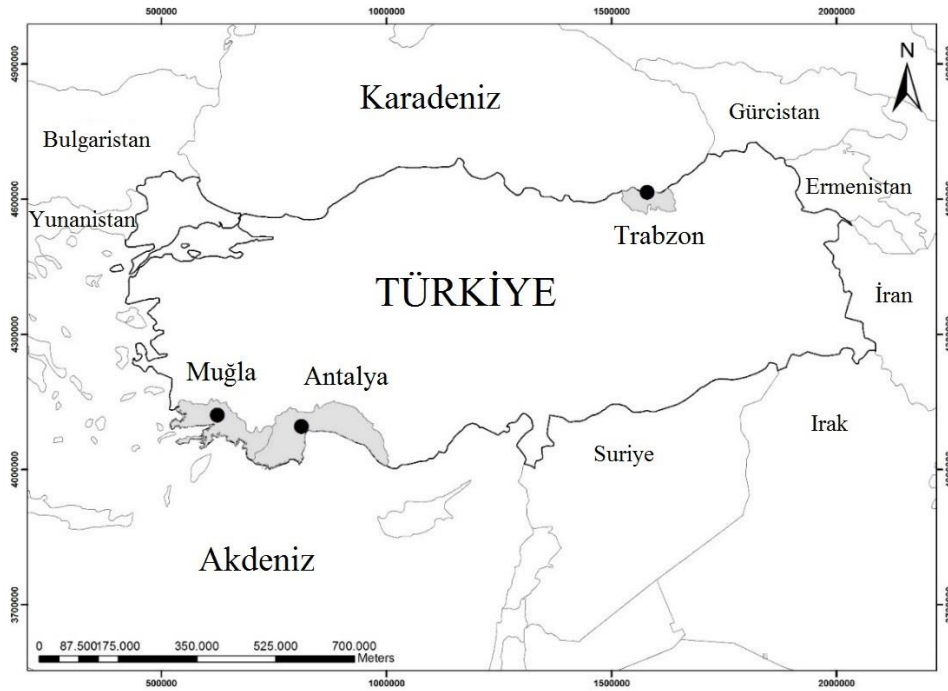 500000 1000000 1500000 2000000
N
4900000
Karadeniz
Gürcistan
Bulgaristan
Ermenistan
4600000
Yunanistan
Trabzon
TÜRKİYE
İran
4300000
Muğla
Antalya
Irak
Suriye
4000000
Akdeniz
3700000
0 87.500175.000 350.000 525.000 700.000
Meters
500000 1000000 1500000 2000000